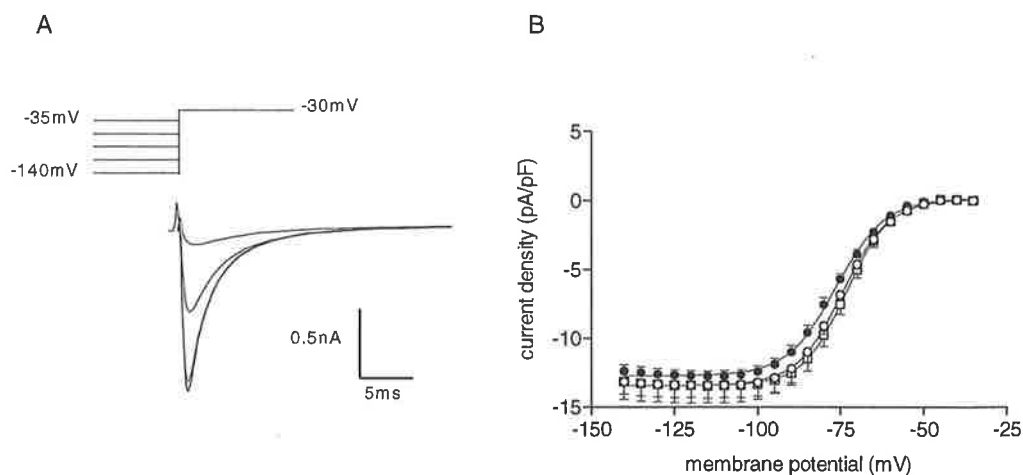 A
-35mV
-30mV
-140mV
0.5nA
5ms
B
current density (pA/pF)
5
0
-5
-10
-15
-150
-125
-100
-75
-50
-25
membrane potential (mV)